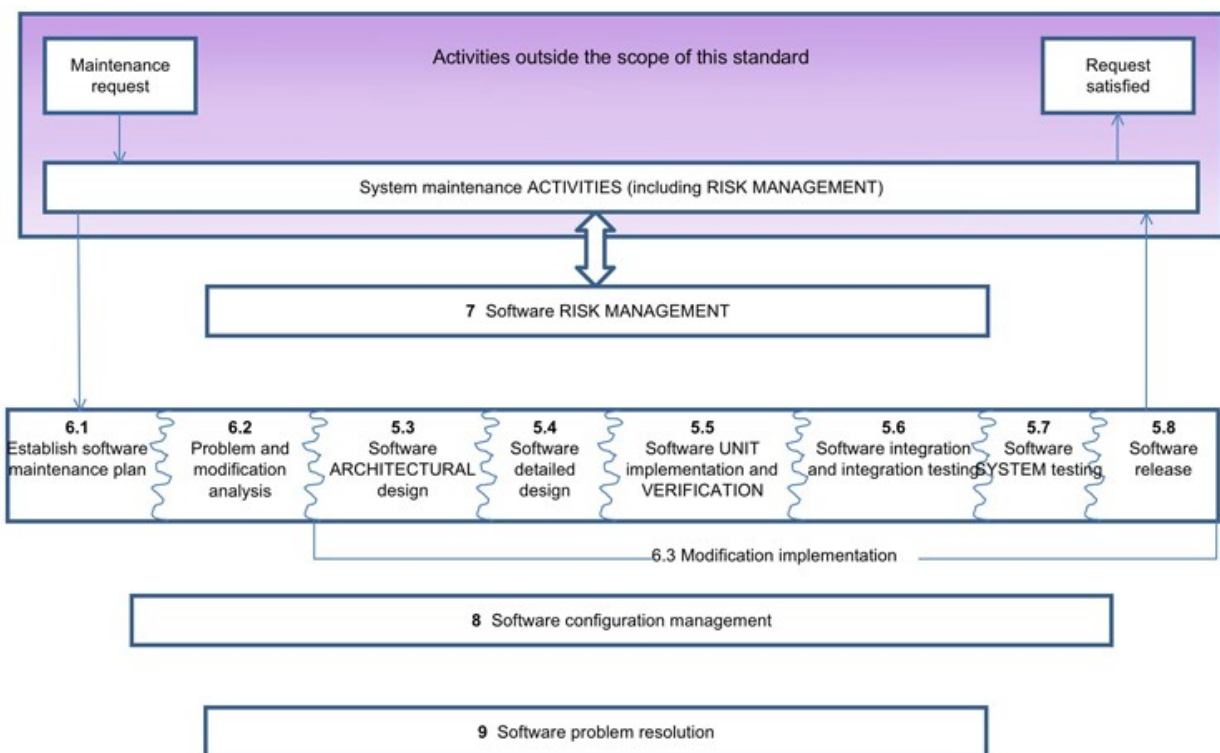 Activities outside the scope of this standard
Maintenance
request
Request
satisfied
System maintenance ACTIVITIES (including RISK MANAGEMENT)
7 Software RISK MANAGEMENT
6.1
Establish software
maintenance plan
6.2
Problem and
modification
analysis
5.3
Software
ARCHITECTURAL
design
5.4
Software
detailed
design
5.5
Software UNIT
implementation and
VERIFICATION
5.6
Software integration
and integration testing
5.7
Software
SYSTEM testing
5.8
Software
release
6.3 Modification implementation
8 Software configuration management
9 Software problem resolution